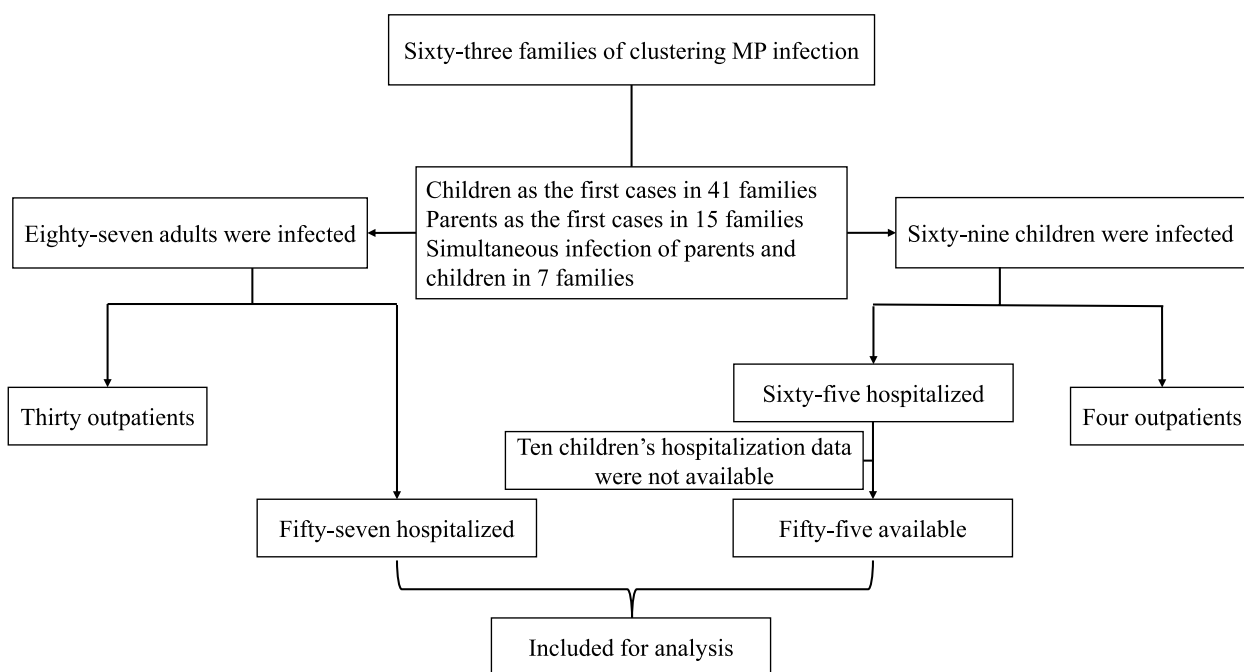 Sixty-three families of clustering MP infection
Children as the first cases in 41 families
Parents as the first cases in 15 families
Simultaneous infection of parents and
children in 7 families
Eighty-seven adults were infected
Sixty-nine children were infected
Thirty outpatients
Sixty-five hospitalized
Four outpatients
Ten children’s hospitalization data
were not available
Fifty-seven hospitalized
Fifty-five available
Included for analysis